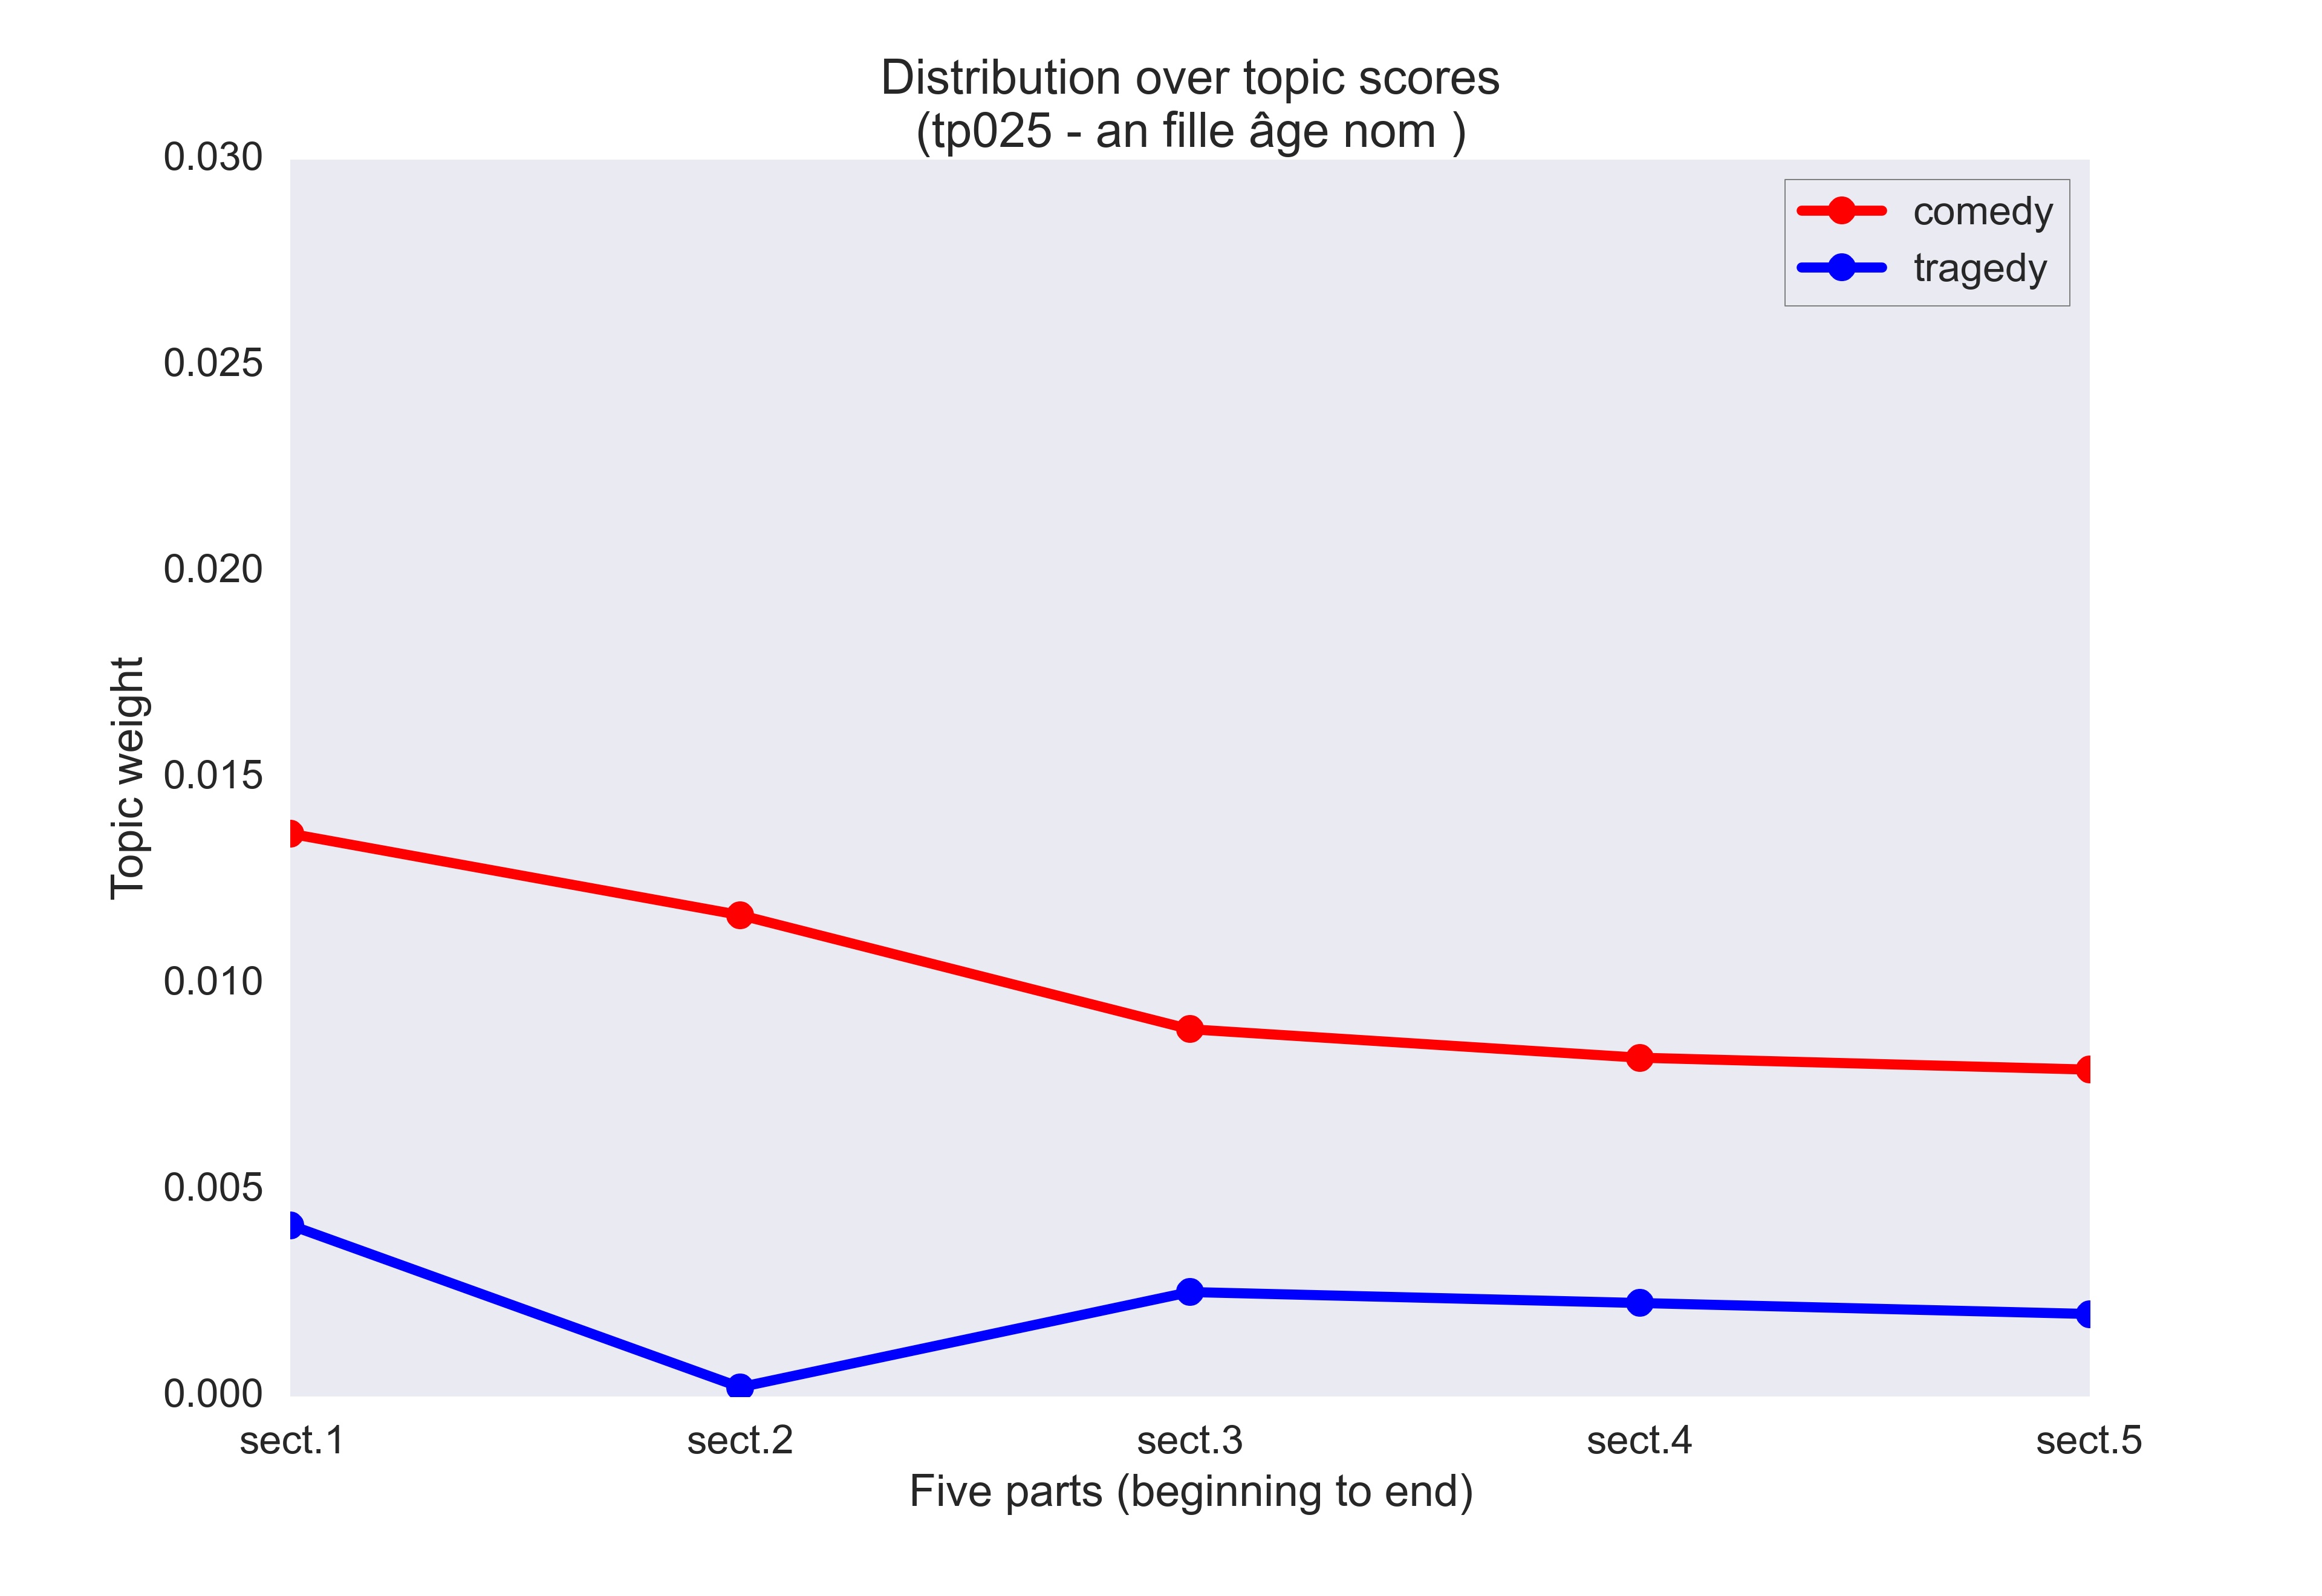 Distribution over topic scores
(tp025 - an fille âge nom )
comedy
tragedy
Topic weight
0.030
0.025
0.020
0.015
0.010
0.005
0.000
sect.1 sect.2 sect.3 sect.4 sect.5
Five parts (beginning to end)